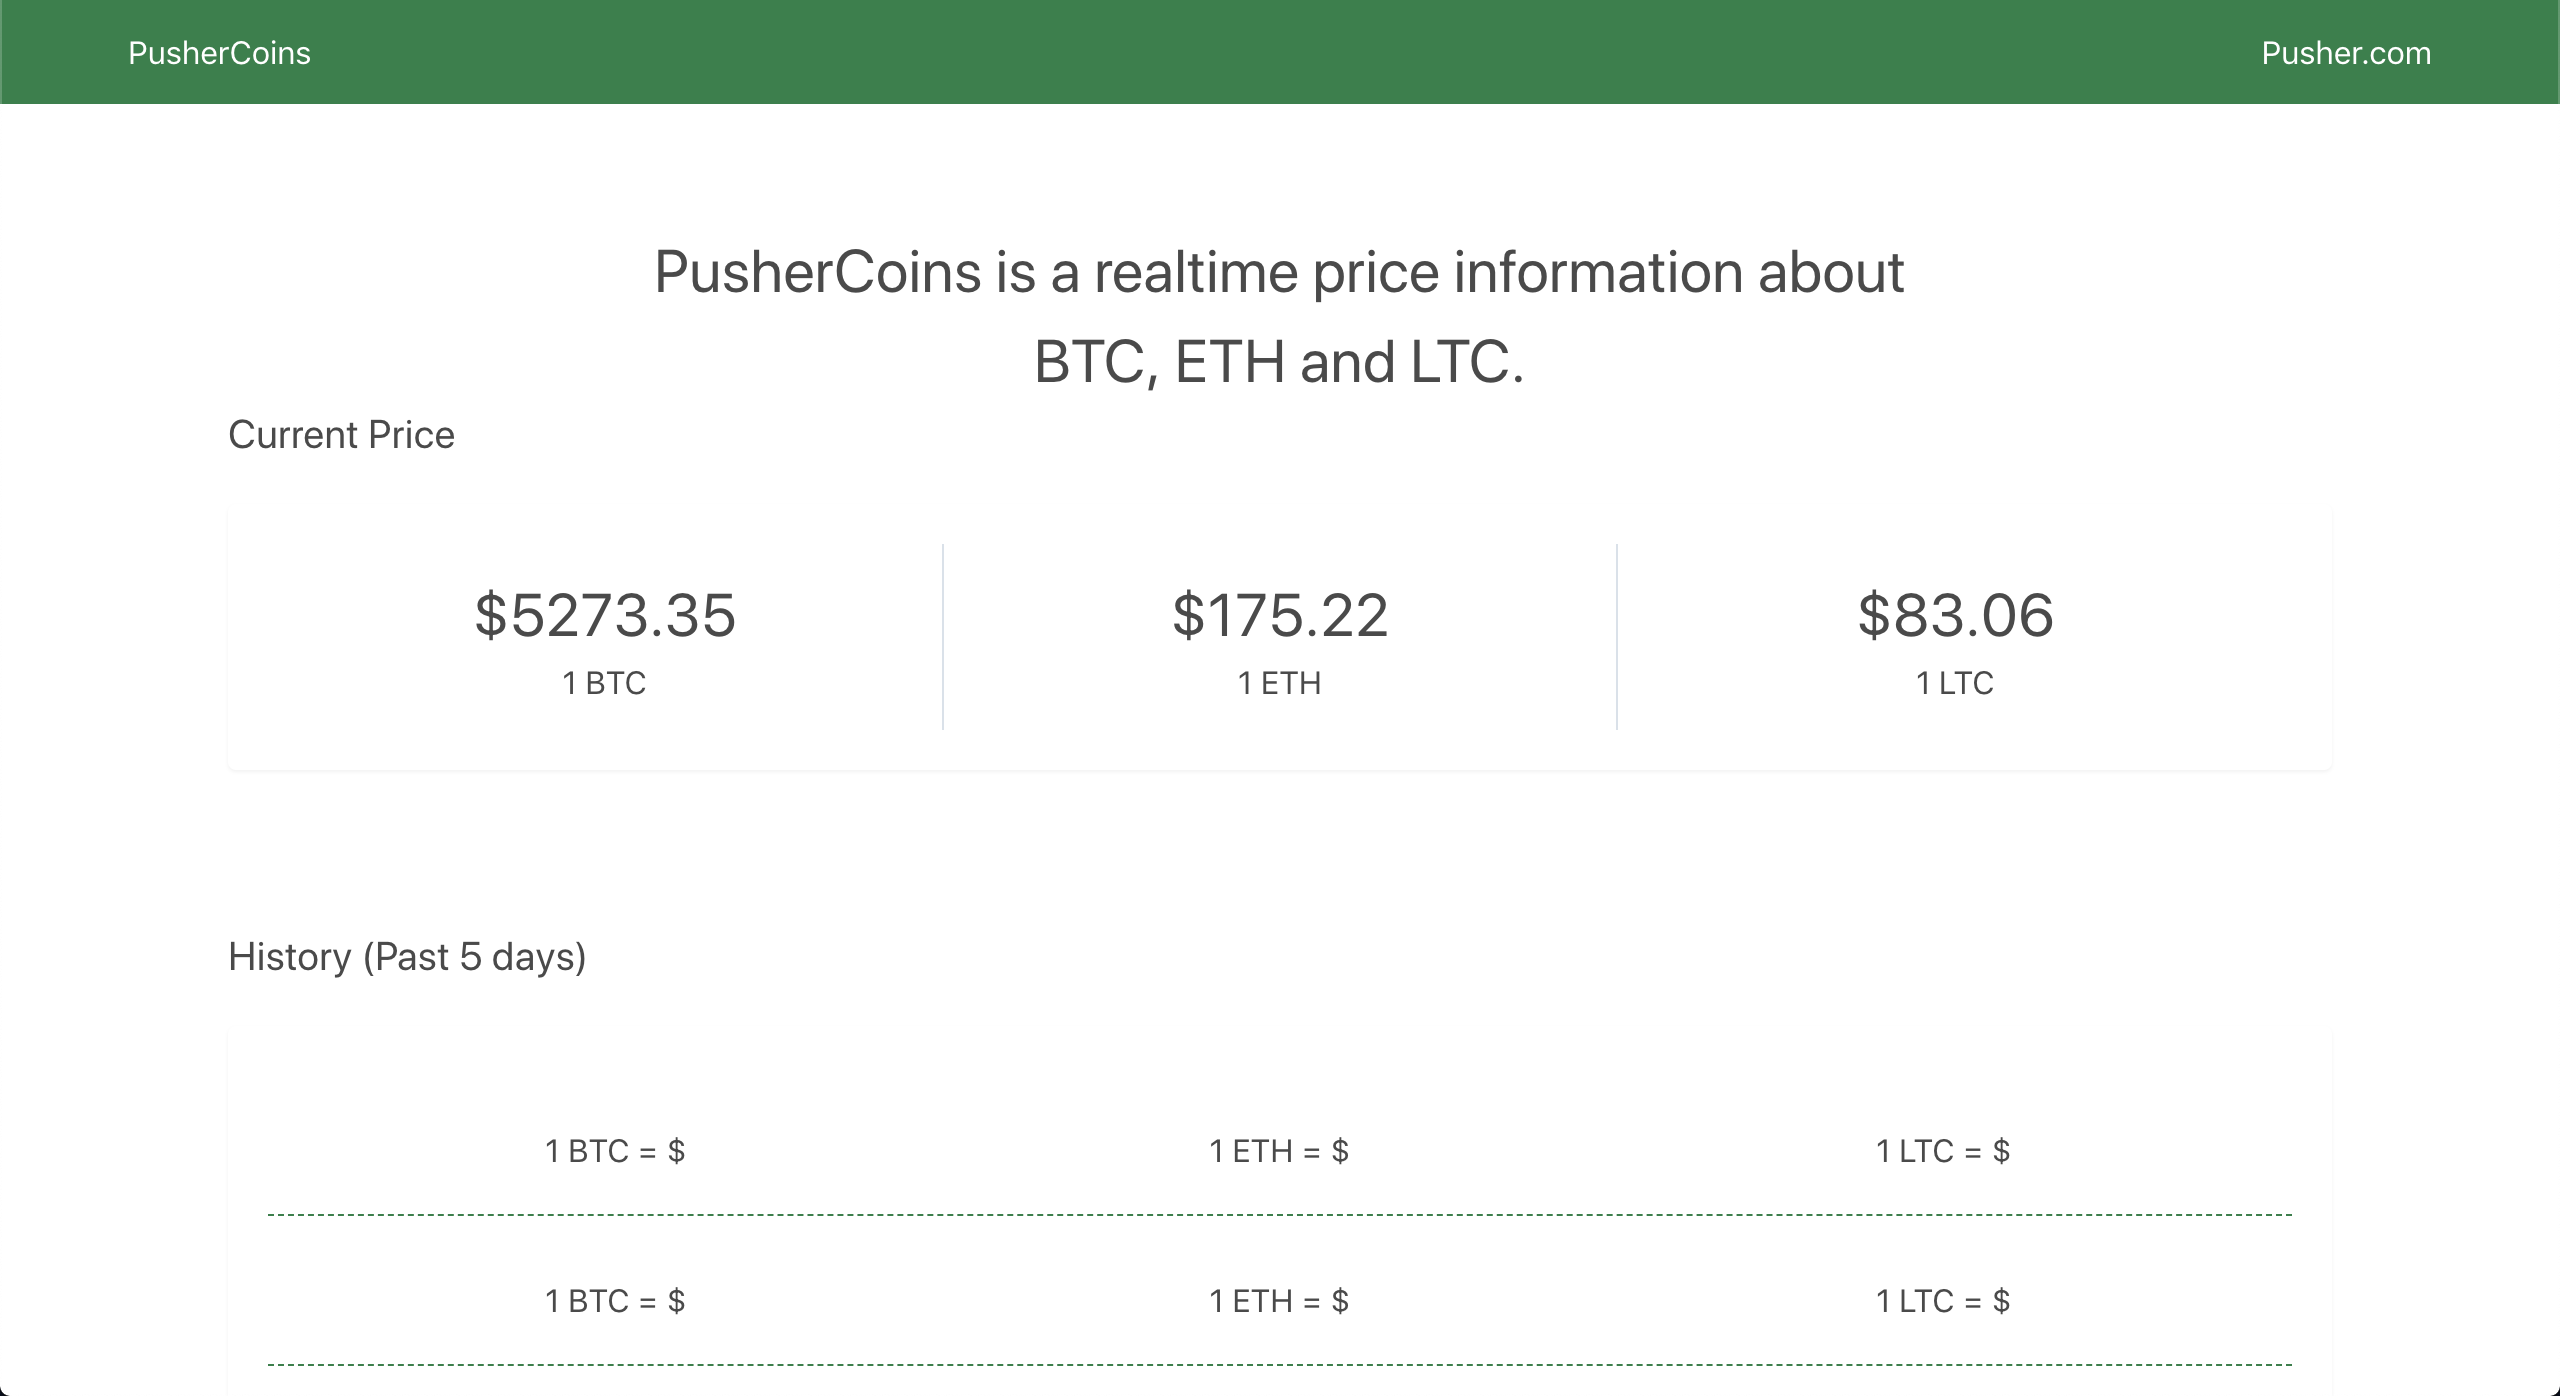 PusherCoins
Pusher.com
PusherCoins is a realtime price information about
BTC, ETH and LTC.
Current Price
$5273.35
1 BTC
$175.22
1 ETH
$83.06
1 LTC
History (Past 5 days)
1 BTC = $
1 ETH = $
1 LTC = $
1 BTC = $
1 ETH = $
1 LTC = $